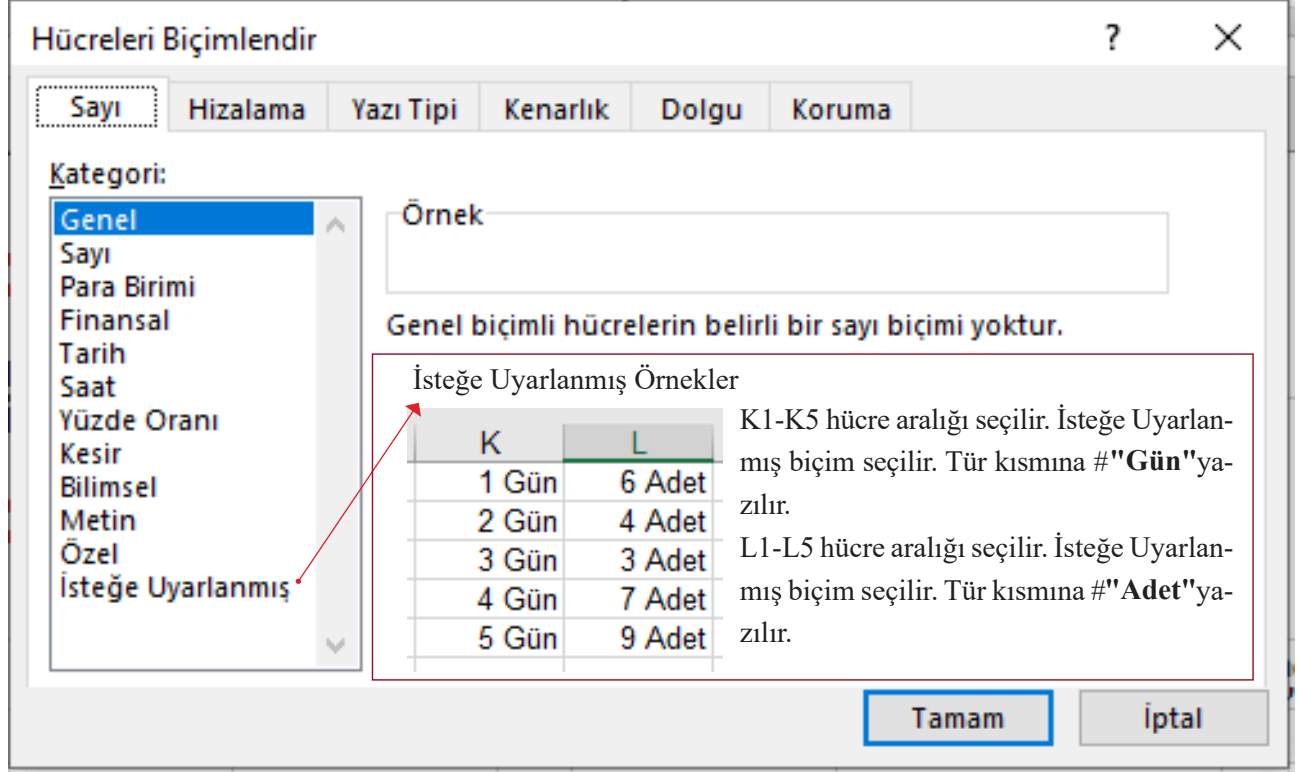 Hücreleri Biçimlendir ? ×
Sayı Hizalama Yazı Tipi Kenarlık Dolgu Koruma
Kategori:
Genel
Sayı
Para Birimi
Finansal
Tarih
Saat
Yüzde Oranı
Kesir
Bilimsel
Metin
Özel
İsteğe Uyarlanmış
Örnek
Genel biçimli hücrelerin belirli bir sayı biçimi yoktur.
İsteğe Uyarlanmış Örnekler
K L
1 Gün 6 Adet
2 Gün 4 Adet
3 Gün 3 Adet
4 Gün 7 Adet
5 Gün 9 Adet
K1-K5 hücre aralığı seçilir. İsteğe Uyarlan-
mış biçim seçilir. Tür kısmına #"Gün"ya-
zılır.
L1-L5 hücre aralığı seçilir. İsteğe Uyarlan-
mış biçim seçilir. Tür kısmına #"Adet"ya-
zılır.
Tamam İptal